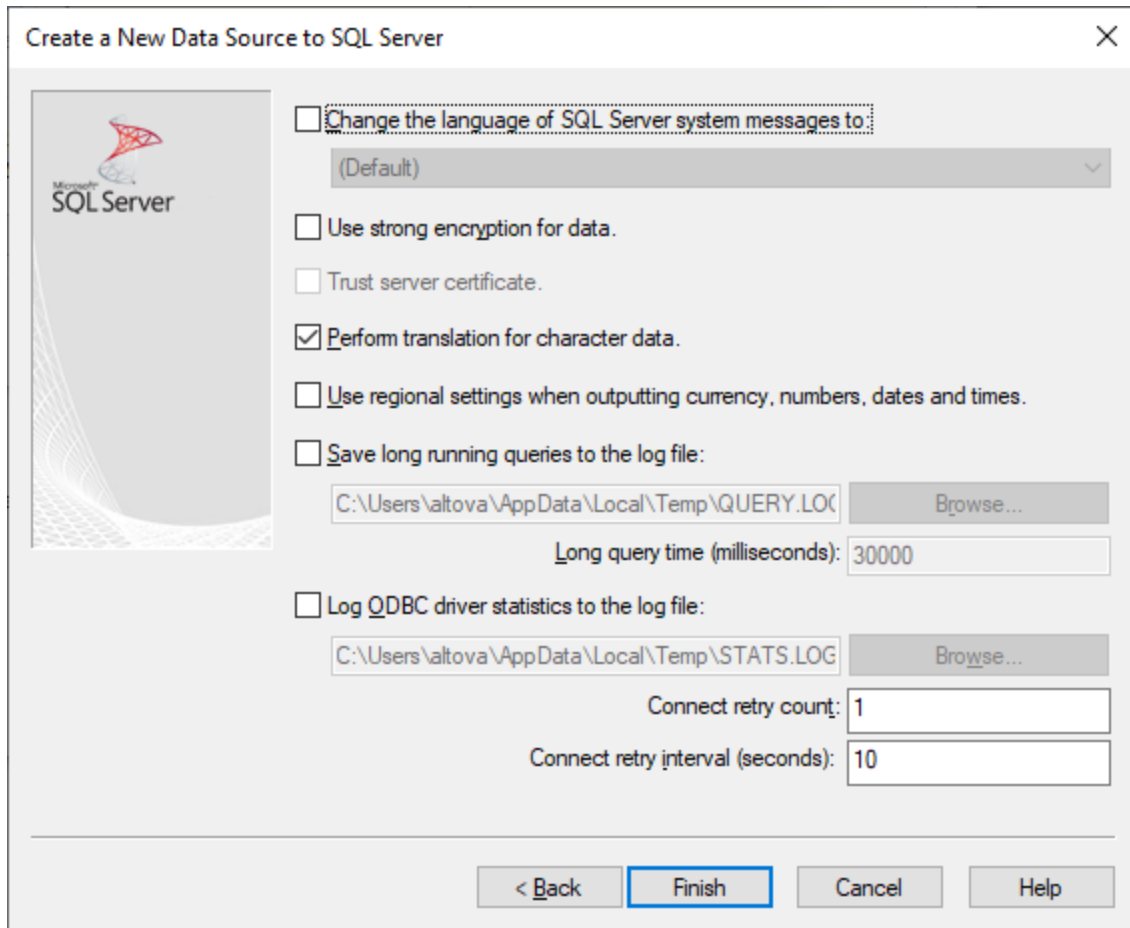 Create a New Data Source to SQL Server
Microsoft
SQL Server
Change the language of SQL Server system messages to:
(Default)
Use strong encryption for data.
Trust server certificate.
Perform translation for character data.
Use regional settings when outputting currency, numbers, dates and times.
Save long running queries to the log file:
C:\Users\altova\AppData\Local\Temp\QUERY.LO Browse...
Long query time (milliseconds): 30000
Log ODBC driver statistics to the log file:
C:\Users\altova\AppData\Local\Temp\STATS.LOG Browse...
Connect retry count: 1
Connect retry interval (seconds): 10
< Back Finish Cancel Help